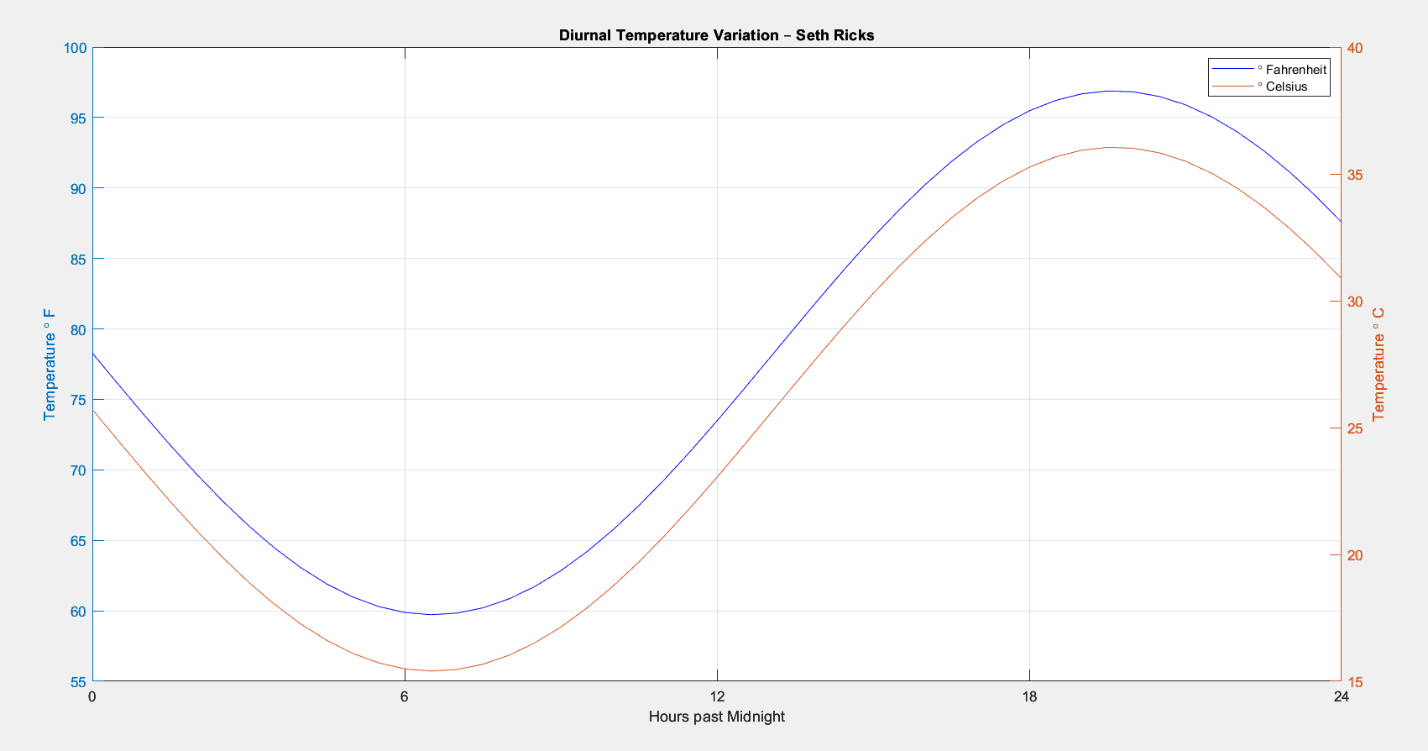 Diurnal Temperature Variation – Seth Ricks
° Fahrenheit
° Celsius
Temperature ° F
100
95
90
85
80
75
70
65
60
55
Temperature ° C
40
35
30
25
20
15
0 6 12 18 24
Hours past Midnight